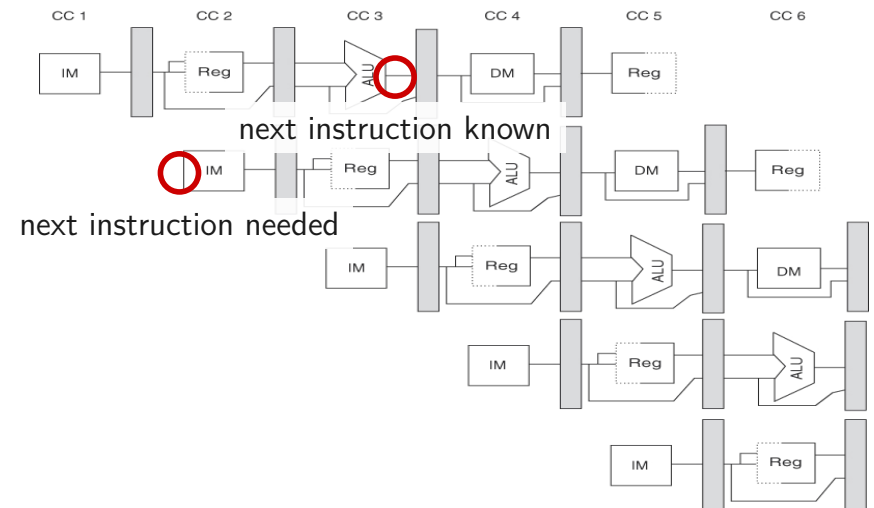 CC 1 CC 2 CC 3 CC 4 CC 5 CC 6
IM Reg ALU DM Reg
next instruction known
IM Reg ALU DM Reg
next instruction needed
IM Reg ALU DM
IM Reg ALU
IM Reg